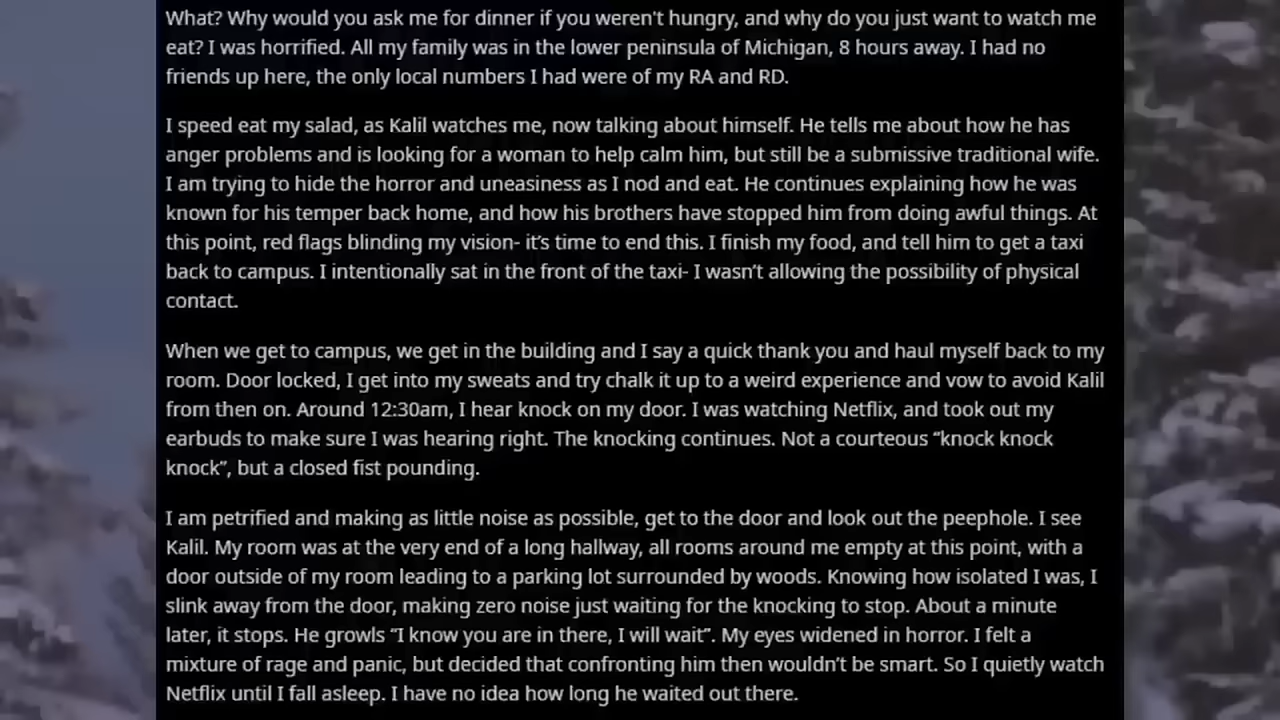 What? Why would you ask me for dinner if you weren't hungry, and why do you just want to watch me
eat? I was horrified. All my family was in the lower peninsula of Michigan, 8 hours away. I had no
friends up here, the only local numbers I had were of my RA and RD.
I speed eat my salad, as Kalil watches me, now talking about himself. He tells me about how he has
anger problems and is looking for a woman to help calm him, but still be a submissive traditional wife.
I am trying to hide the horror and uneasiness as I nod and eat. He continues explaining how he was
known for his temper back home, and how his brothers have stopped him from doing awful things. At
this point, red flags blinding my vision- it’s time to end this. I finish my food, and tell him to get a taxi
back to campus. I intentionally sat in the front of the taxi- I wasn’t allowing the possibility of physical
contact.
When we get to campus, we get in the building and I say a quick thank you and haul myself back to my
room. Door locked, I get into my sweats and try chalk it up to a weird experience and vow to avoid Kalil
from then on. Around 12:30am, I hear knock on my door. I was watching Netflix, and took out my
earbuds to make sure I was hearing right. The knocking continues. Not a courteous “knock knock
knock”, but a closed fist pounding.
I am petrified and making as little noise as possible, get to the door and look out the peephole. I see
Kalil. My room was at the very end of a long hallway, all rooms around me empty at this point, with a
door outside of my room leading to a parking lot surrounded by woods. Knowing how isolated I was, I
slink away from the door, making zero noise just waiting for the knocking to stop. About a minute
later, it stops. He growls “I know you are in there, I will wait”. My eyes widened in horror. I felt a
mixture of rage and panic, but decided that confronting him then wouldn’t be smart. So I quietly watch
Netflix until I fall asleep. I have no idea how long he waited out there.